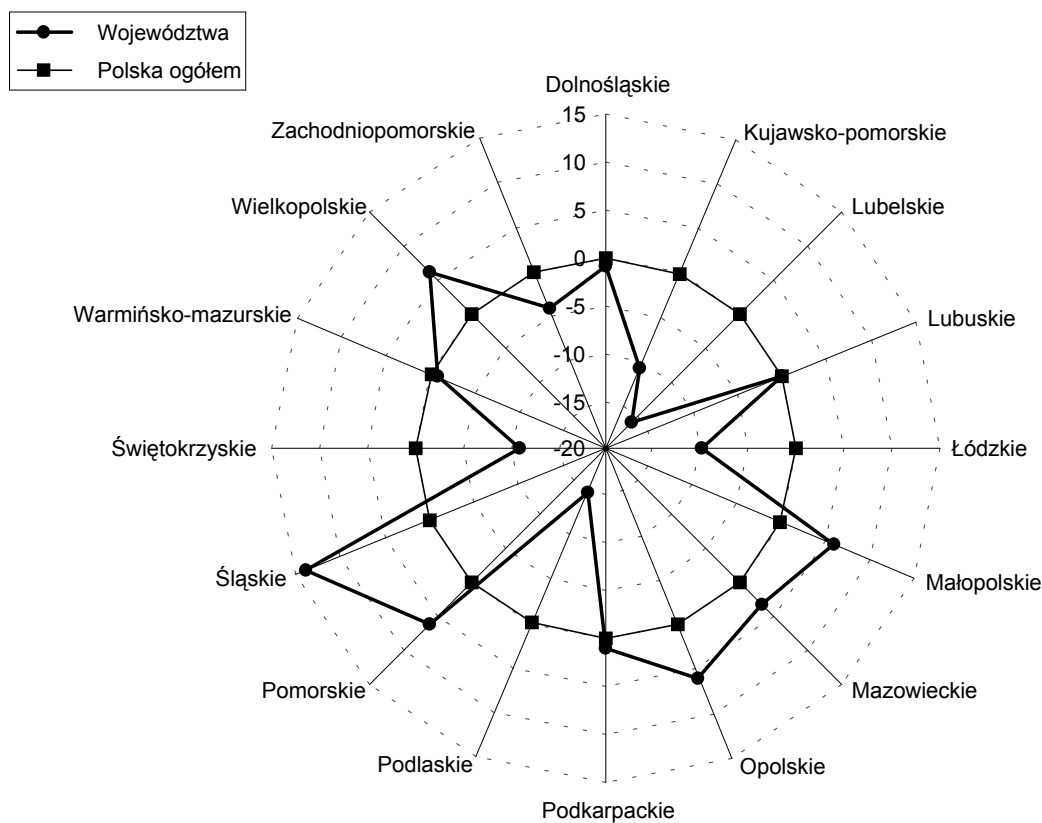 Województwa
Polska ogółem
Dolnośląskie
15
Zachodniopomorskie
Kujawsko-pomorskie
10
Wielkopolskie
5
Lubelskie
0
Warmińsko-mazurskie
-5
Lubuskie
-10
-15
Świętokrzyskie
-20
Łódzkie
Śląskie
Małopolskie
Pomorskie
Mazowieckie
Podlaskie
Opolskie
Podkarpackie